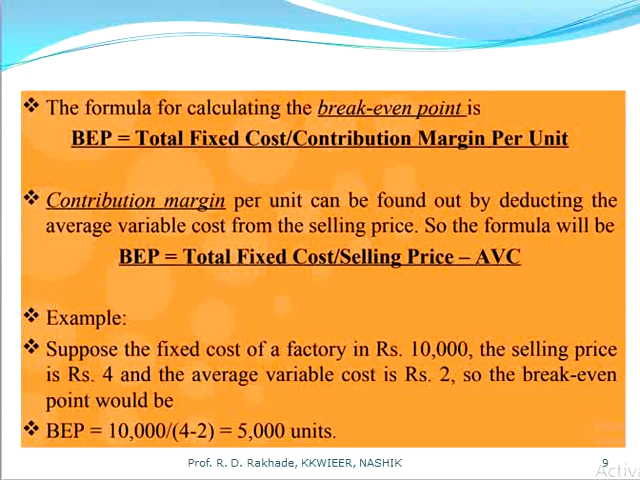 ❖ The formula for calculating the break-even point is
BEP = Total Fixed Cost/Contribution Margin Per Unit
❖ Contribution margin per unit can be found out by deducting the
average variable cost from the selling price. So the formula will be
BEP = Total Fixed Cost/Selling Price – AVC
❖ Example:
❖ Suppose the fixed cost of a factory in Rs. 10,000, the selling price
is Rs. 4 and the average variable cost is Rs. 2, so the break-even
point would be
❖ BEP = 10,000/(4-2) = 5,000 units.
Prof. R. D. Rakhade, KKWIEER, NASHIK
9
Activa